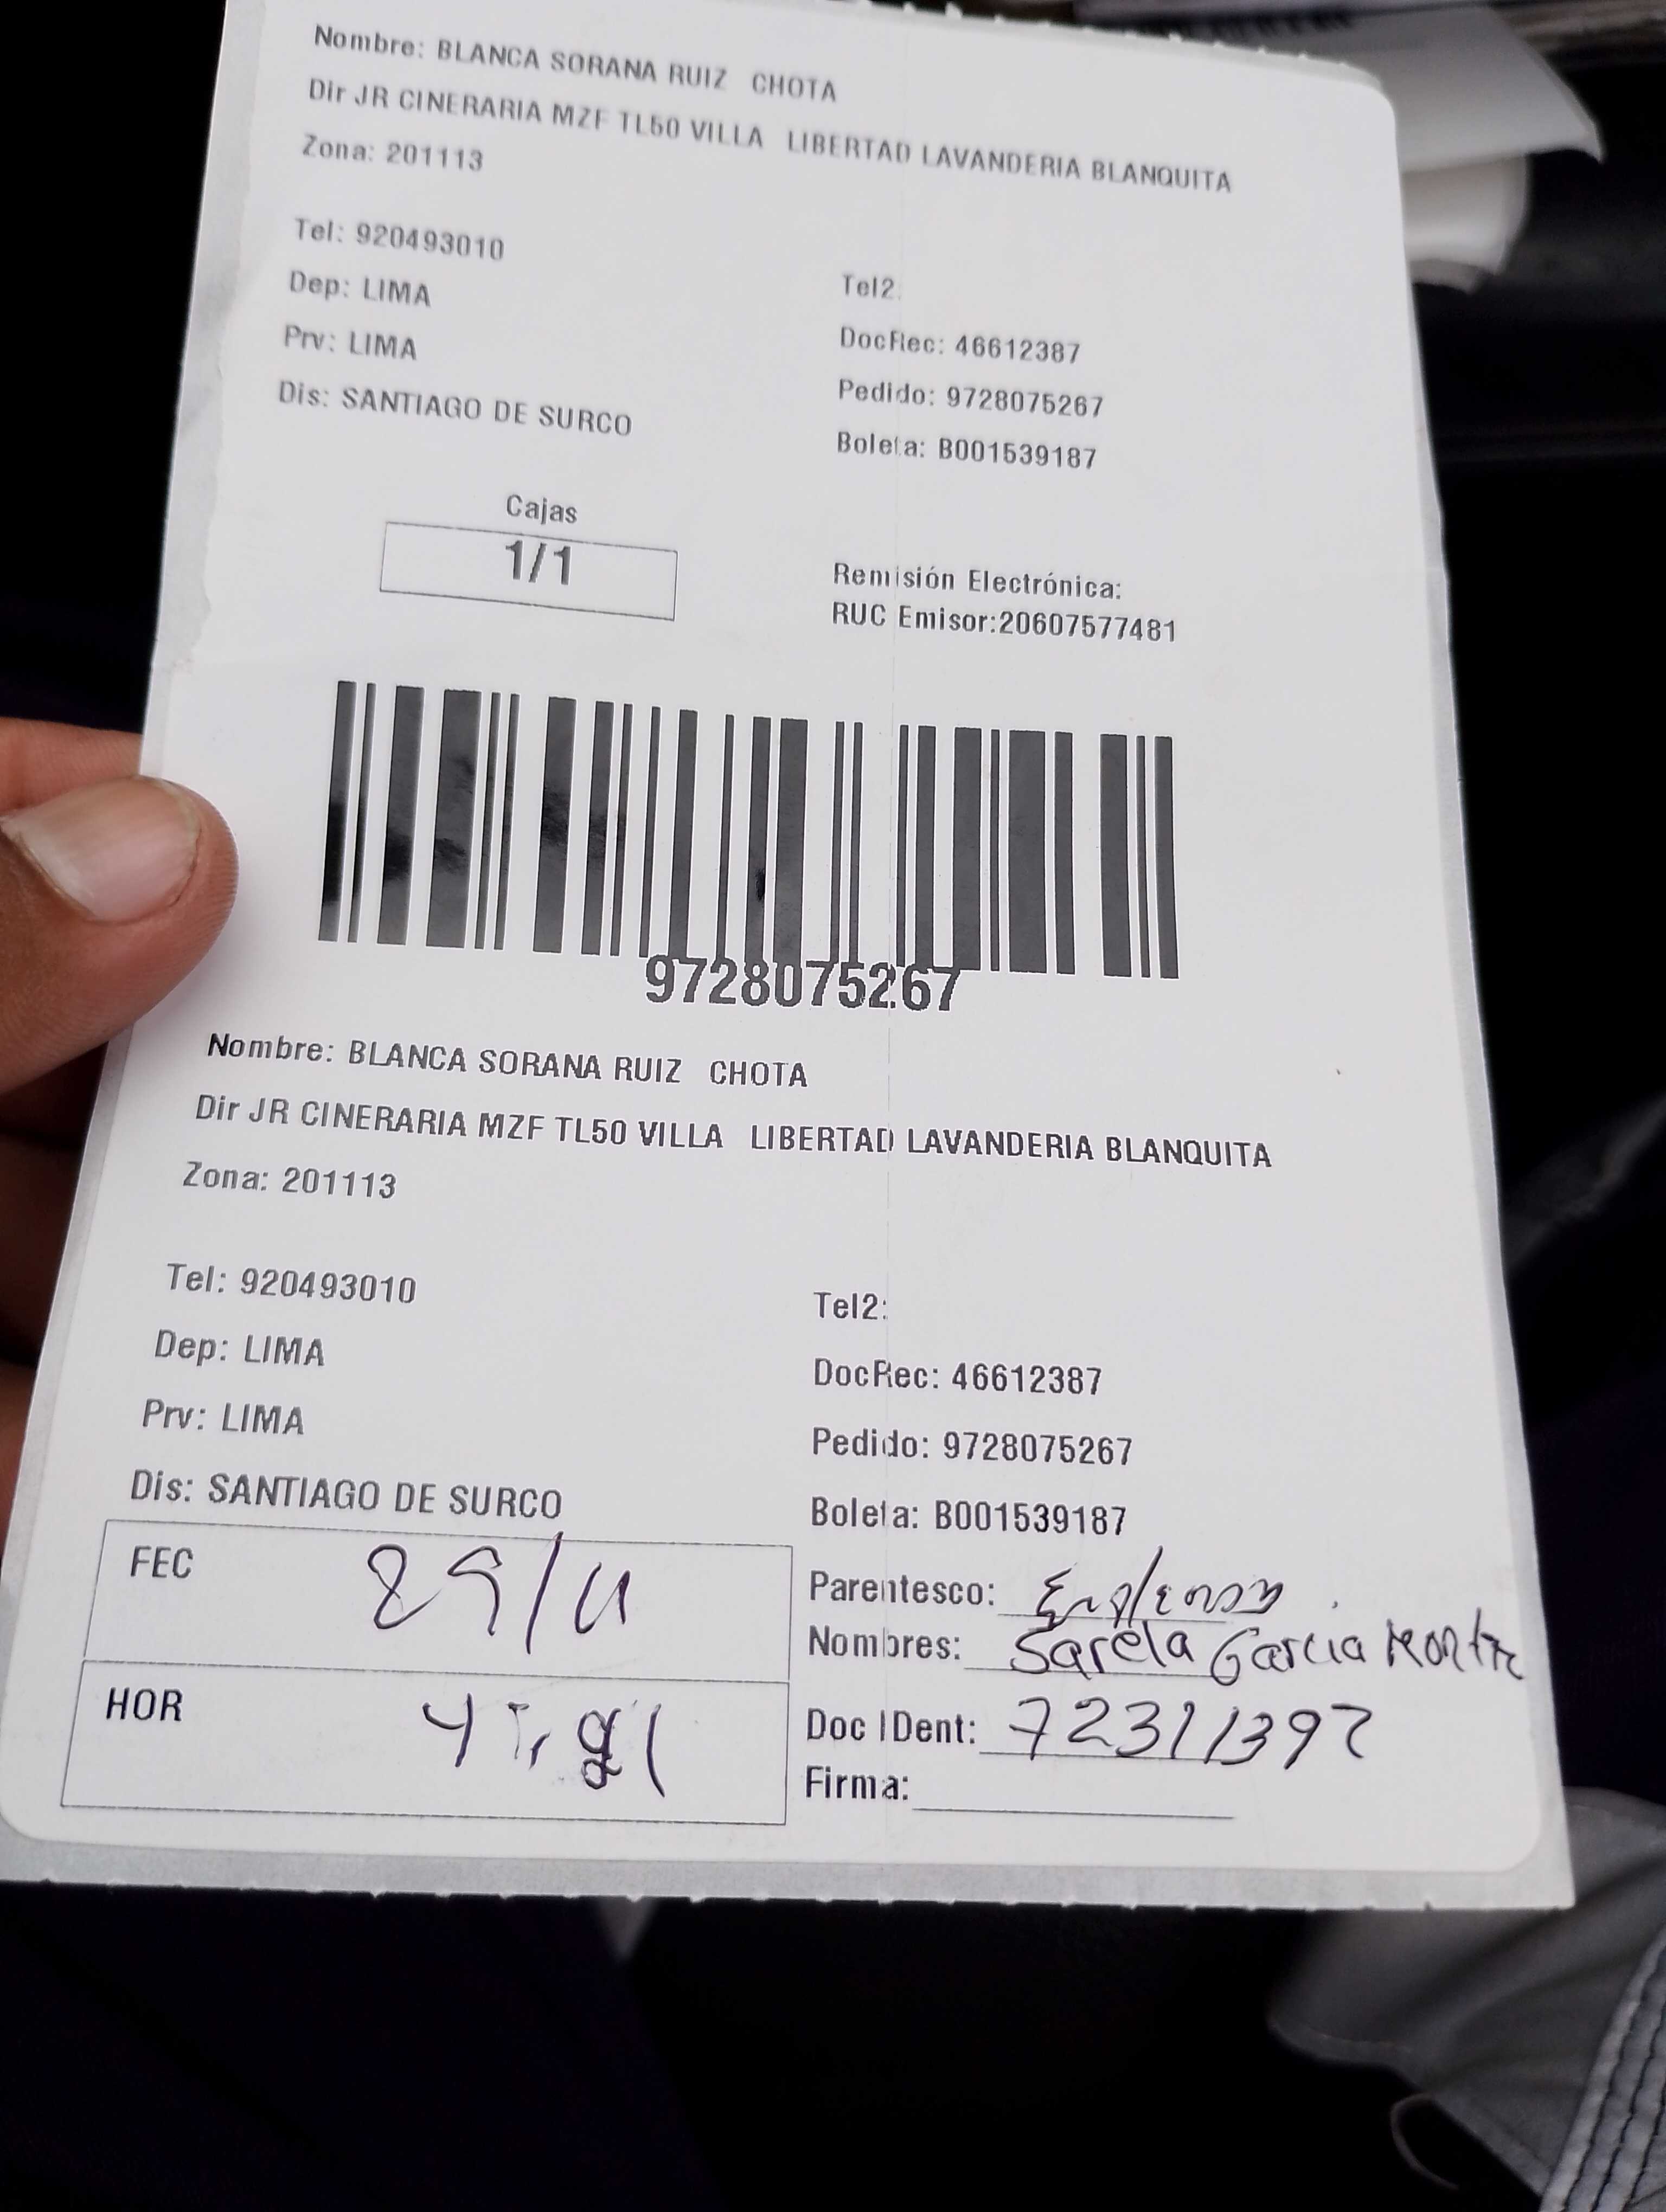 Nombre: BLANCA SORANA RUIZ CHOTA
Dir JR CINERARIA MZF TL50 VILLA LIBERTAD LAVANDERIA BLANQUITA
Zona: 201113
Tel: 920493010
Tel2:
Dep: LIMA
DocRec: 46612387
Prv: LIMA
Pedido: 9728075267
Dis: SANTIAGO DE SURCO
Boleta: B001539187
Cajas
1/1
Remisión Electrónica:
RUC Emisor:20607577481
9728075267
Nombre: BLANCA SORANA RUIZ CHOTA
Dir JR CINERARIA MZF TL50 VILLA LIBERTAD LAVANDERIA BLANQUITA
Zona: 201113
Tel: 920493010
Tel2:
Dep: LIMA
DocRec: 46612387
Prv: LIMA
Pedido: 9728075267
Dis: SANTIAGO DE SURCO
Boleta: B001539187
FEC 29/11
Parentesco:
Nombres: Sarela Garcia
HOR
Doc IDent: 72311397
Firma: